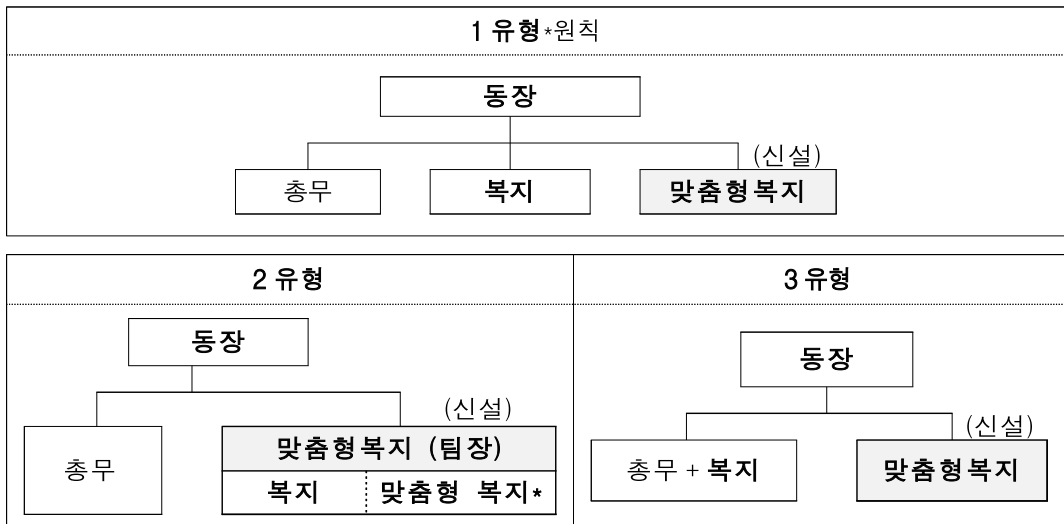 1 유형*원칙
동장
(신설)
총무 복지 맞춤형복지
2 유형
동장
(신설)
총무
맞춤형복지 (팀장)
복지 맞춤형 복지*
3 유형
동장
(신설)
총무 + 복지 맞춤형복지